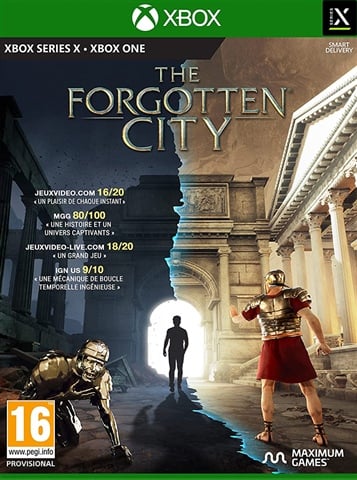 XBOX
XBOX SERIES X • XBOX ONE
SMART
DELIVERY
THE
FORGOTTEN
CITY
JEUXVIDEO.COM 16/20
« UN PLAISIR DE CHAQUE INSTANT»
MGG 80/100
« UNE HISTOIRE ET UN
UNIVERS CAPTIVANTS »
JEUXVIDEO-LIVE.COM 18/20
« UN GRAND JEU »
IGN US 9/10
« UNE MÉCANIQUE DE BOUCLE
TEMPORELLE INGÉNIEUSE »
16
www.pegi.info
PROVISIONAL
MAXIMUM
GAMES™